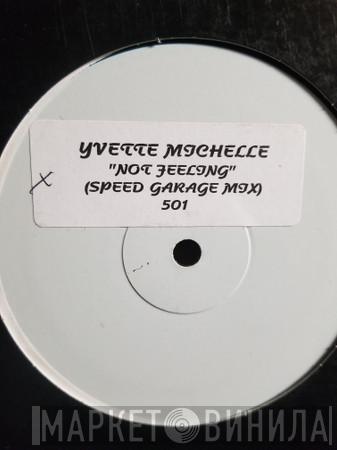 YVETTE MICHELLE
"NOT FEELING"
(SPEED GARAGE MIX)
501
x
МАРКЕТ ВИНИЛА